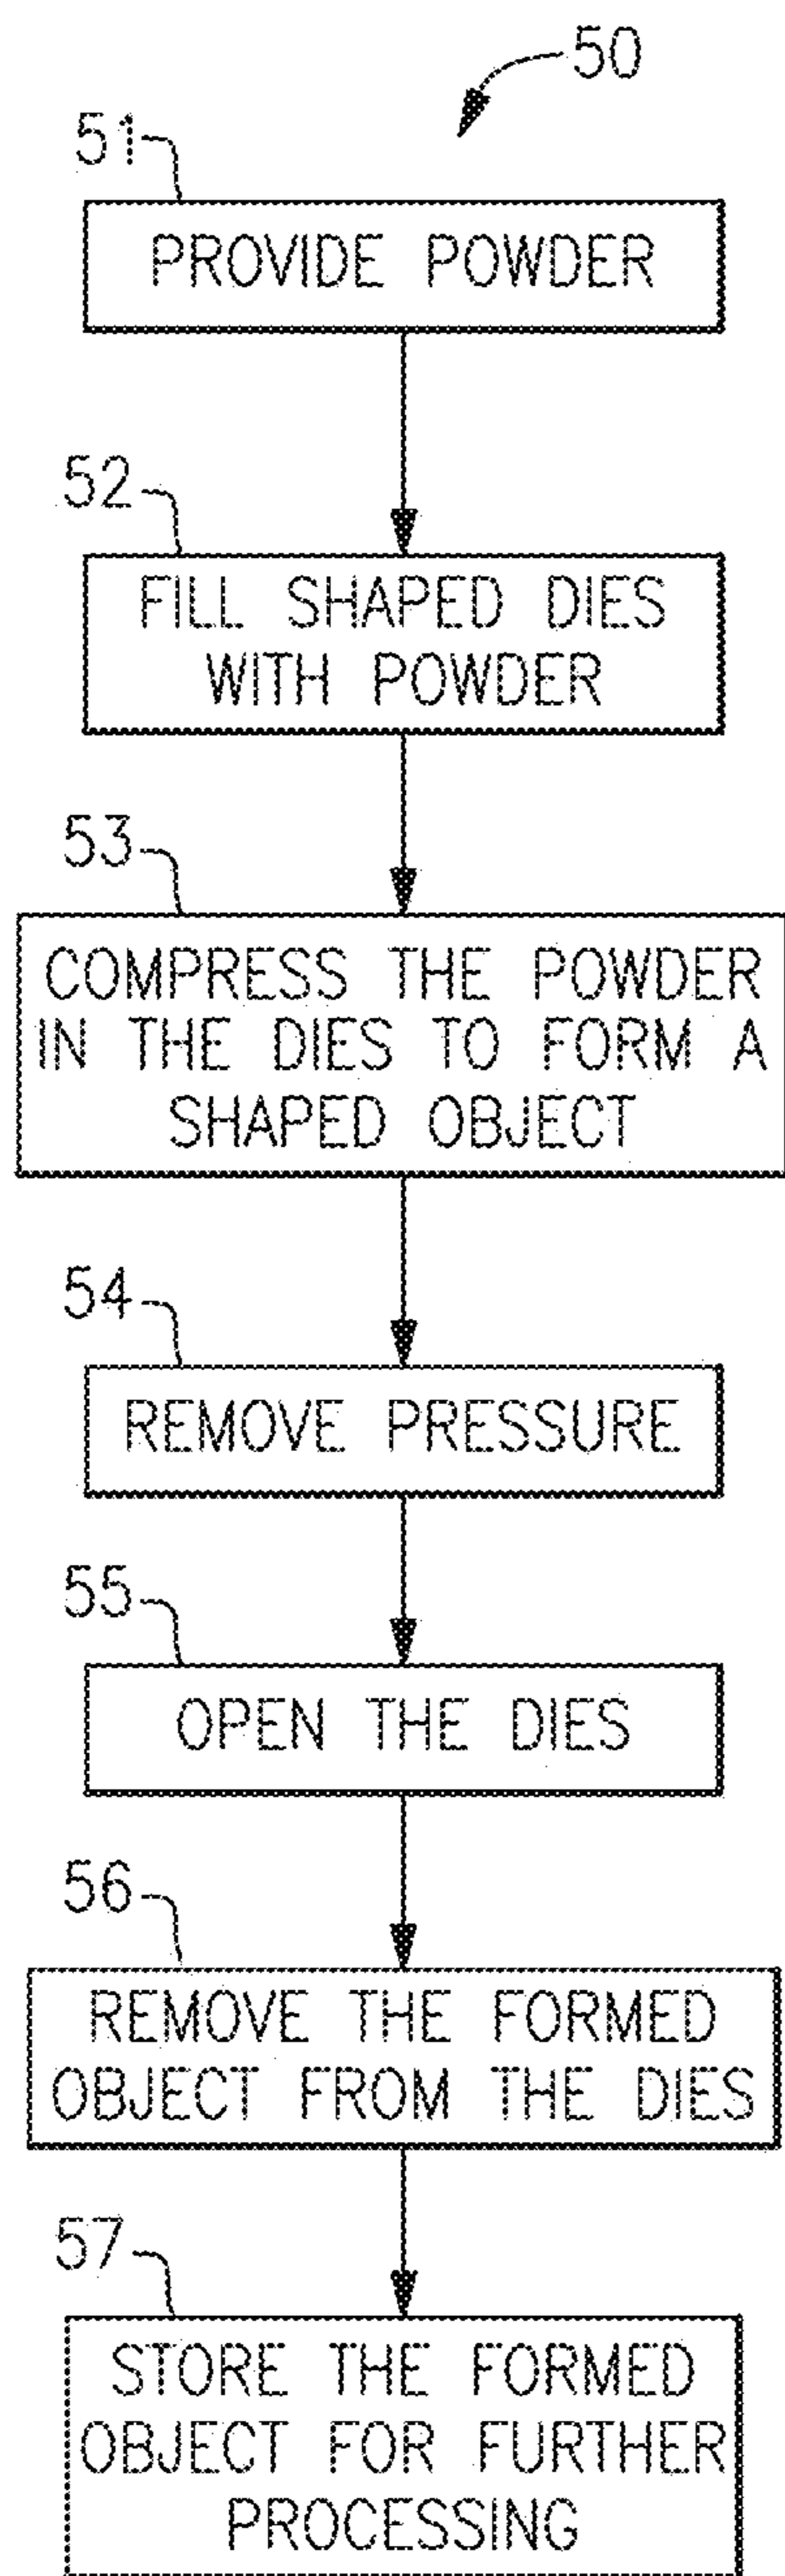 50
51
PROVIDE POWDER
52
FILL SHAPED DIES
WITH POWDER
53
COMPRESS THE POWDER
IN THE DIES TO FORM A
SHAPED OBJECT
54
REMOVE PRESSURE
55
OPEN THE DIES
56
REMOVE THE FORMED
OBJECT FROM THE DIES
57
STORE THE FORMED
OBJECT FOR FURTHER
PROCESSING